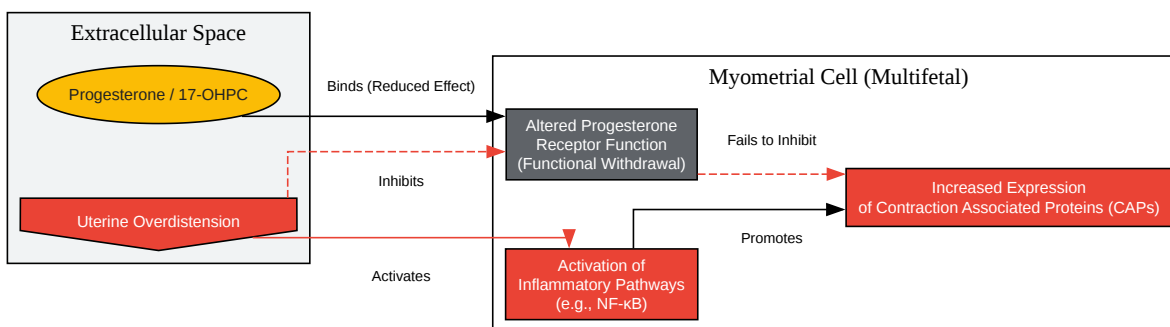 Extracellular Space
Progesterone / 17-OHPC
Uterine Overdistension
Binds (Reduced Effect)
Inhibits
Activates
Myometrial Cell (Multifetal)
Altered Progesterone
Receptor Function
(Functional Withdrawal)
Fails to Inhibit
Increased Expression
of Contraction Associated Proteins (CAPs)
Promotes
Activation of
Inflammatory Pathways
(e.g., NF-κB)